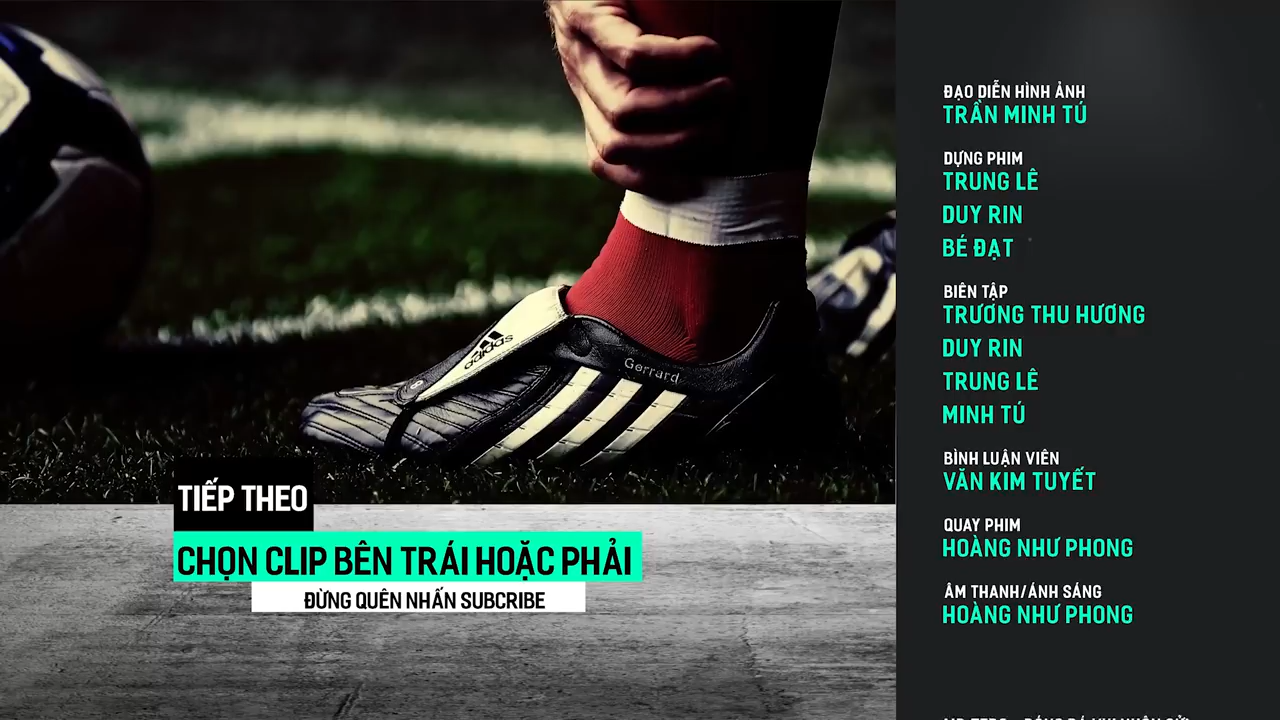 adidas
Gerrard
TIẾP THEO
CHỌN CLIP BÊN TRÁI HOẶC PHẢI
ĐỪNG QUÊN NHẤN SUBCRIBE
ĐẠO DIỄN HÌNH ẢNH
TRẦN MINH TÚ
DỰNG PHIM
TRUNG LÊ
DUY RIN
BÉ ĐẠT
BIÊN TẬP
TRƯƠNG THU HƯƠNG
DUY RIN
TRUNG LÊ
MINH TÚ
BÌNH LUẬN VIÊN
VĂN KIM TUYẾT
QUAY PHIM
HOÀNG NHƯ PHONG
ÂM THANH/ÁNH SÁNG
HOÀNG NHƯ PHONG